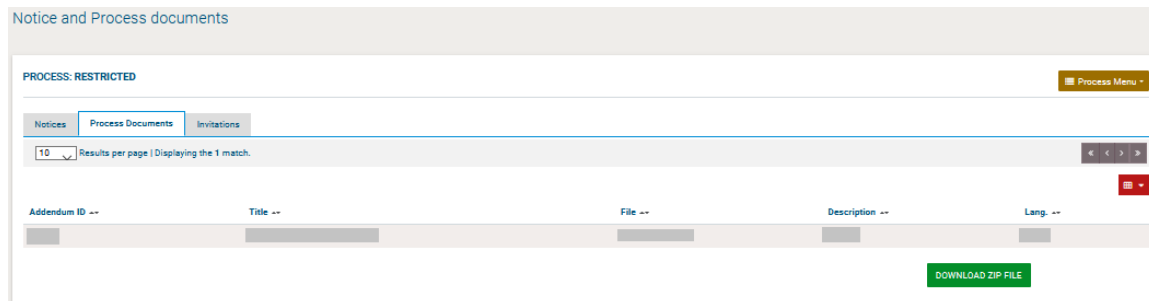 Notice and Process documents
PROCESS: RESTRICTED
Process Menu
Notices Process Documents Invitations
10 Results per page | Displaying the 1 match.
« < > »
Addendum ID Title File Description Lang.
DOWNLOAD ZIP FILE